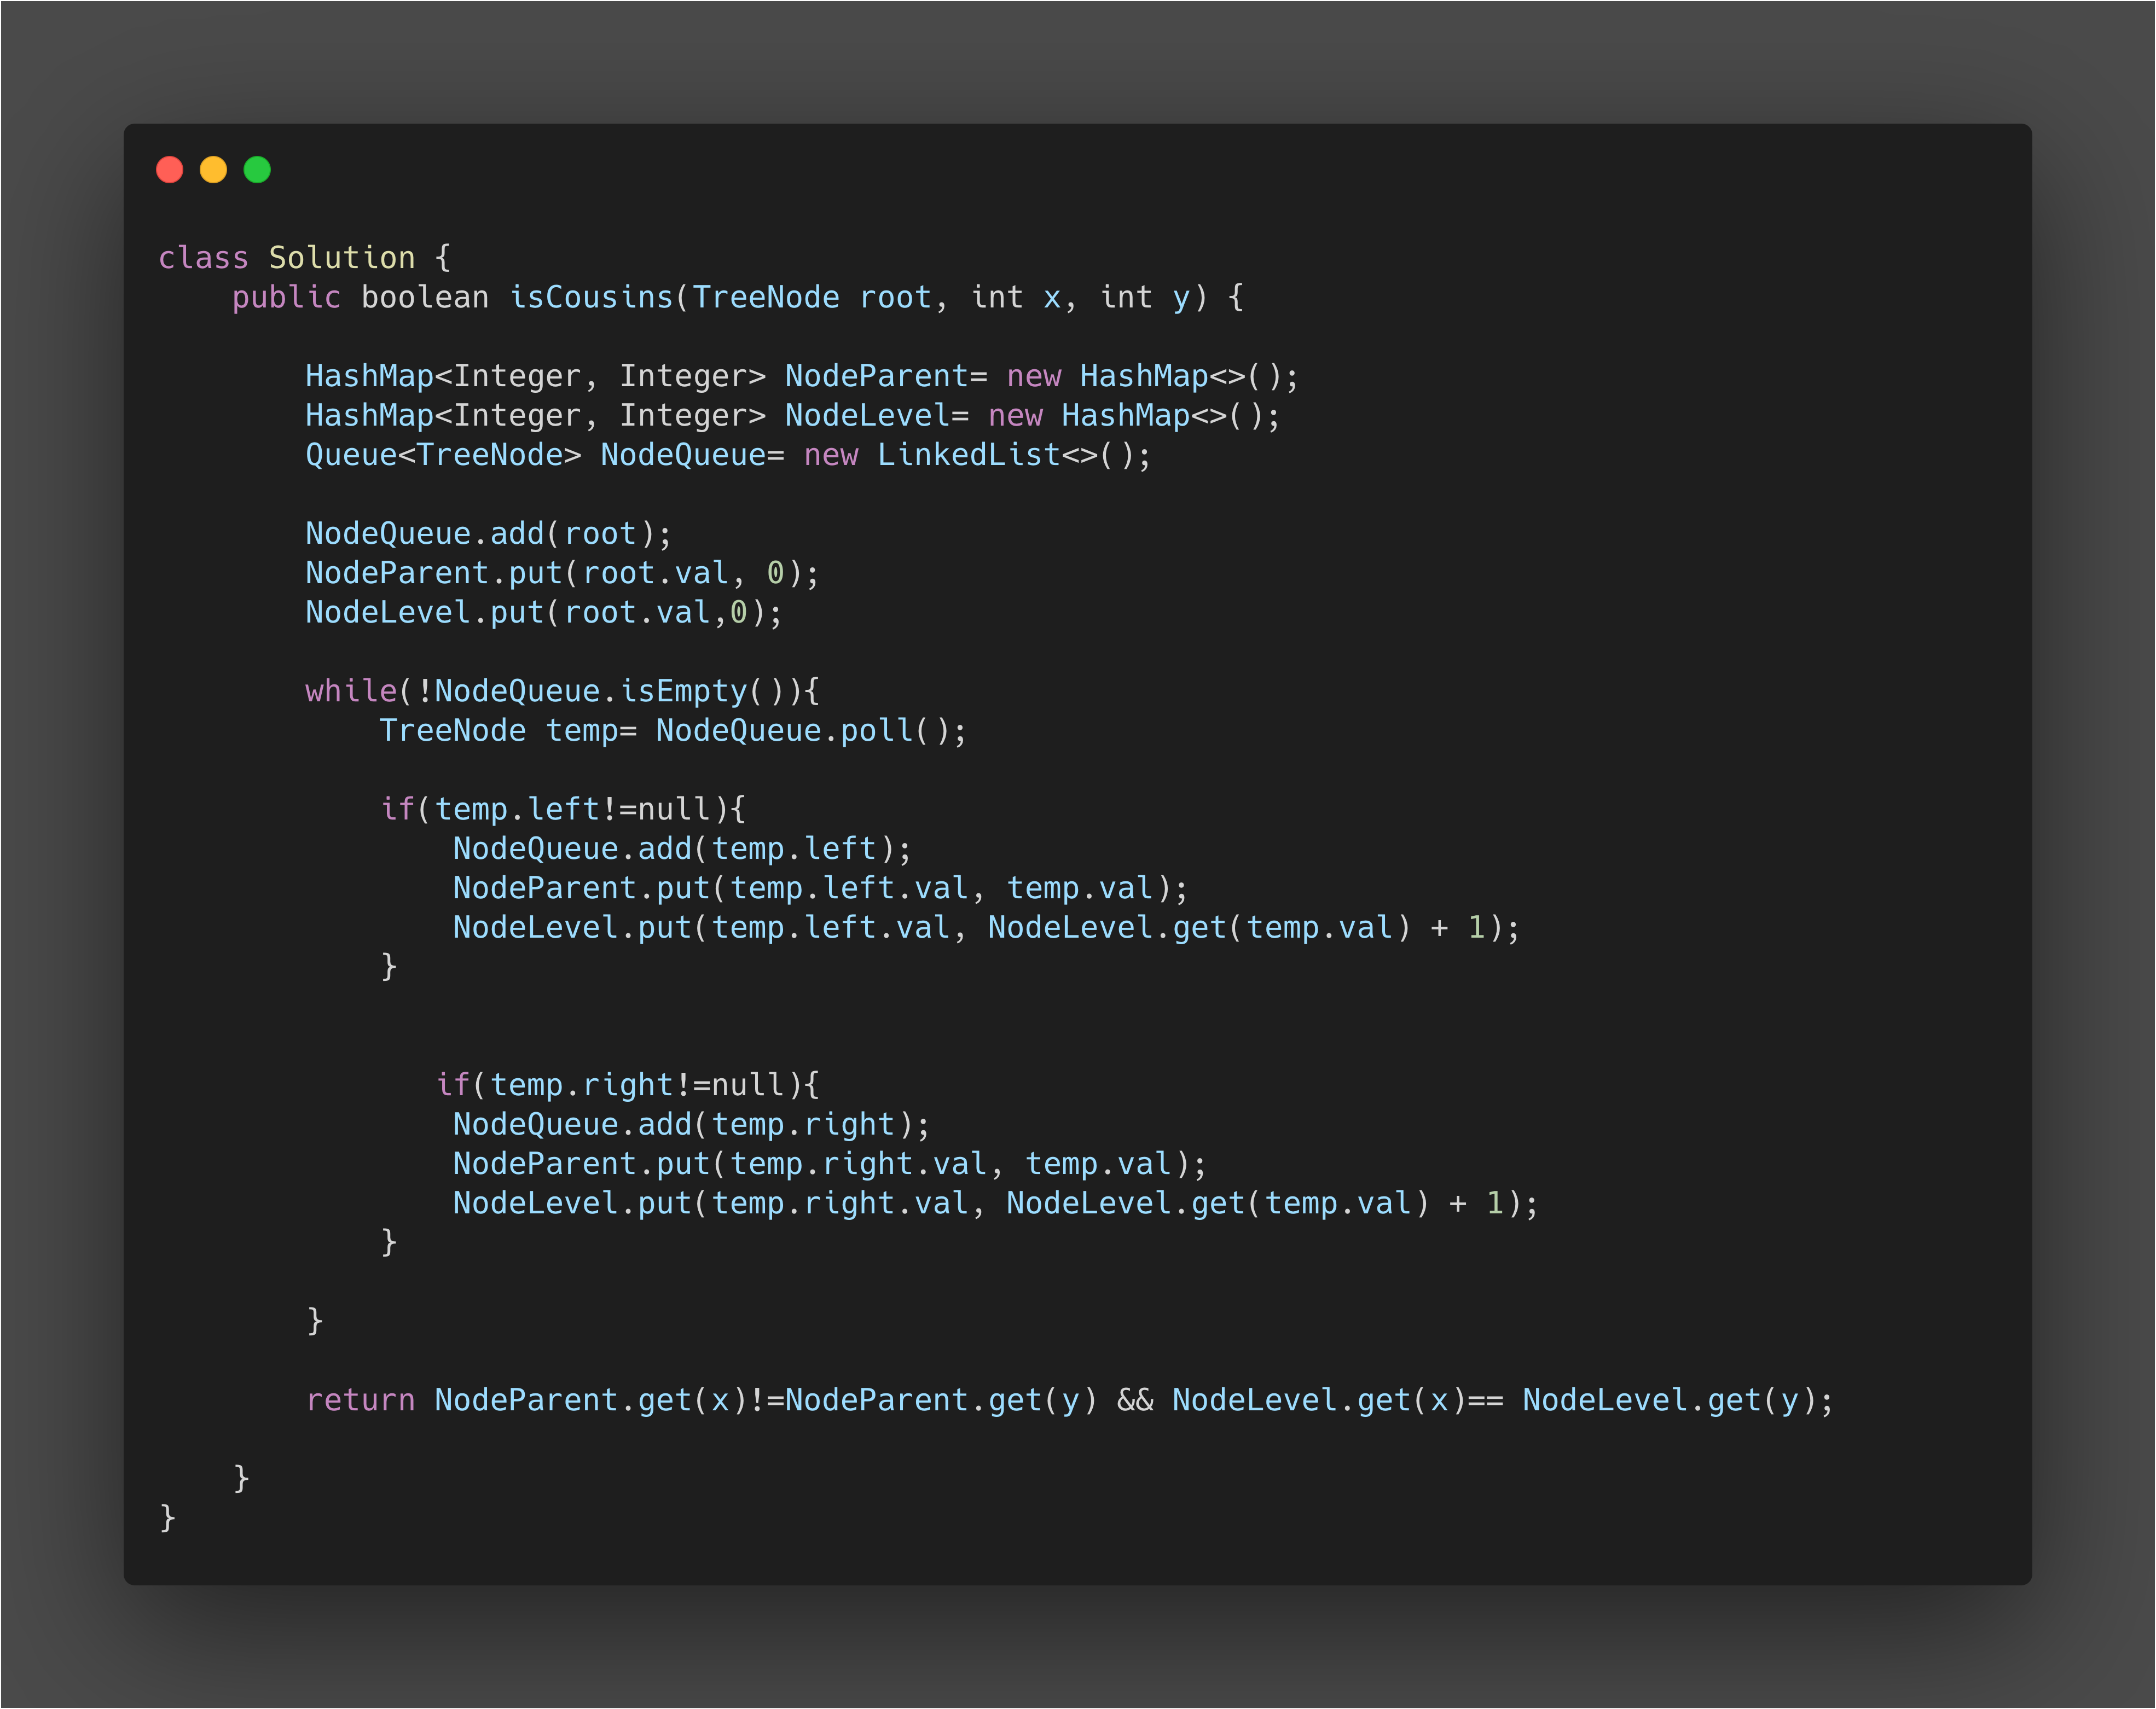 class Solution {
    public boolean isCousins(TreeNode root, int x, int y) {
        HashMap<Integer, Integer> NodeParent= new HashMap<>();
        HashMap<Integer, Integer> NodeLevel= new HashMap<>();
        Queue<TreeNode> NodeQueue= new LinkedList<>();
        NodeQueue.add(root);
        NodeParent.put(root.val, 0);
        NodeLevel.put(root.val,0);
        while(!NodeQueue.isEmpty()){
            TreeNode temp= NodeQueue.poll();
            if(temp.left!=null){
                NodeQueue.add(temp.left);
                NodeParent.put(temp.left.val, temp.val);
                NodeLevel.put(temp.left.val, NodeLevel.get(temp.val) + 1);
            }
               if(temp.right!=null){
                NodeQueue.add(temp.right);
                NodeParent.put(temp.right.val, temp.val);
                NodeLevel.put(temp.right.val, NodeLevel.get(temp.val) + 1);
            }
        }
        return NodeParent.get(x)!=NodeParent.get(y) && NodeLevel.get(x)== NodeLevel.get(y);
    }
}